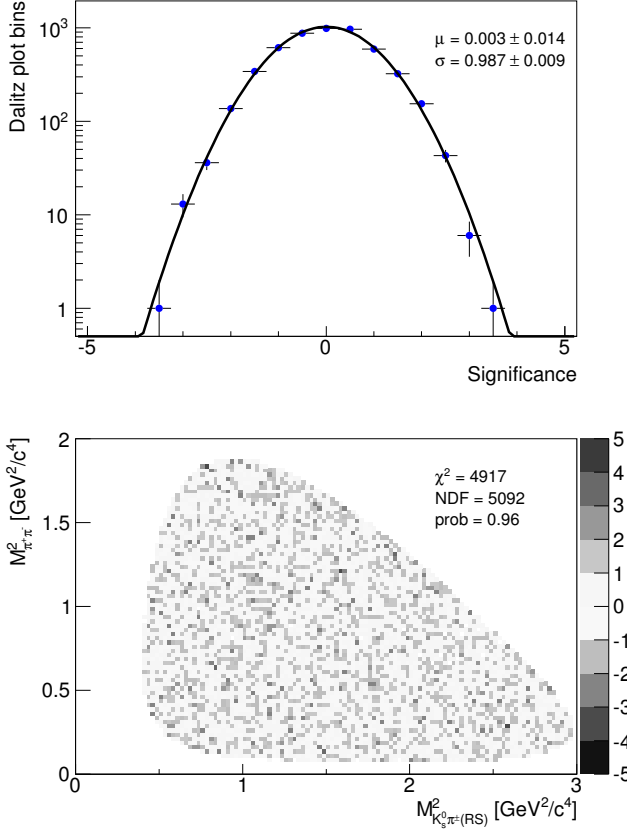 Dalitz plot bins
10³
10²
10
1
μ = 0.003 ± 0.014
σ = 0.987 ± 0.009
-5 0 5
Significance
M²π⁺π⁻ [GeV²/c⁴]
2
1.5
1
0.5
0
χ² = 4917
NDF = 5092
prob = 0.96
5
4
3
2
1
0
-1
-2
-3
-4
-5
0 1 2 3
M²K⁰ₛπ±(RS) [GeV²/c⁴]